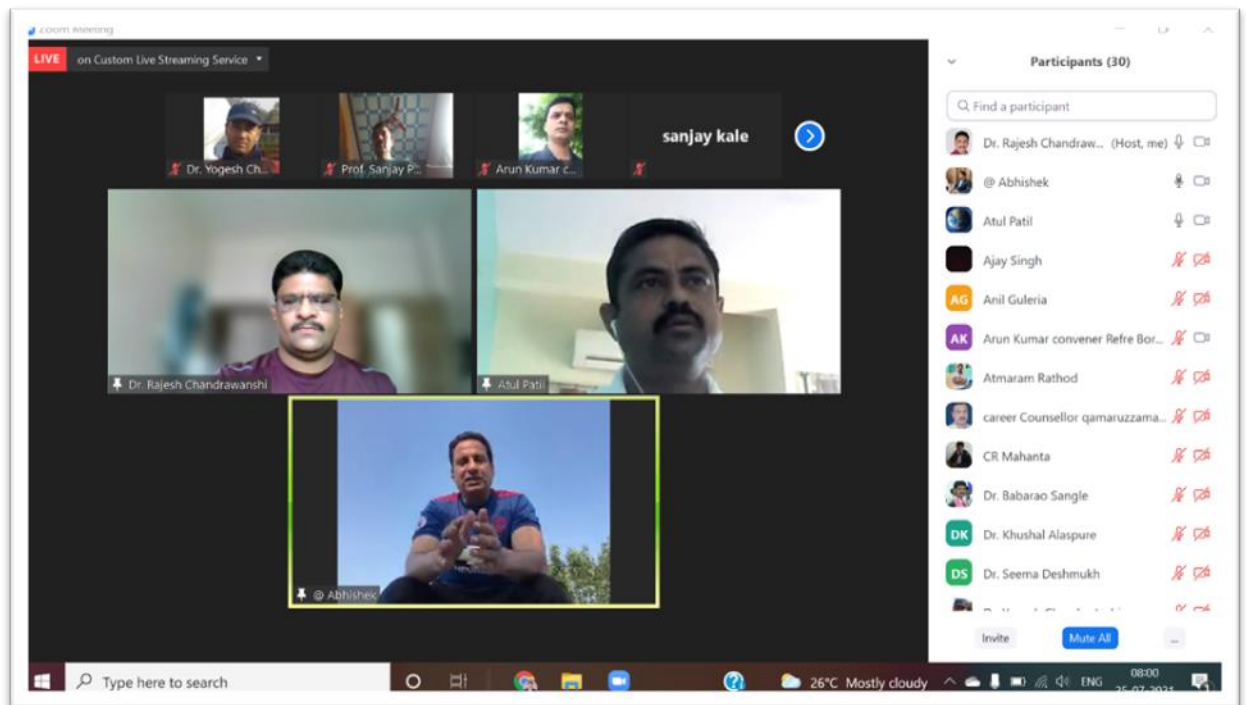 Zoom Meeting
LIVE on Custom Live Streaming Service
Dr. Yogesh Ch...
Prof. Sanjay P...
Arun Kumar c...
sanjay kale
Dr. Rajesh Chandrawanshi
Atul Patil
@ Abhishek
Participants (30)
Find a participant
Dr. Rajesh Chandraw... (Host, me)
@ Abhishek
Atul Patil
Ajay Singh
AG Anil Guleria
AK Arun Kumar convener Refre Bor...
Atmaram Rathod
career Counsellor qamaruzzama...
CR Mahanta
Dr. Babarao Sangle
DK Dr. Khushal Alaspure
DS Dr. Seema Deshmukh
Invite Mute All ...
Type here to search
26°C Mostly cloudy ENG 08:00
25-07-2021